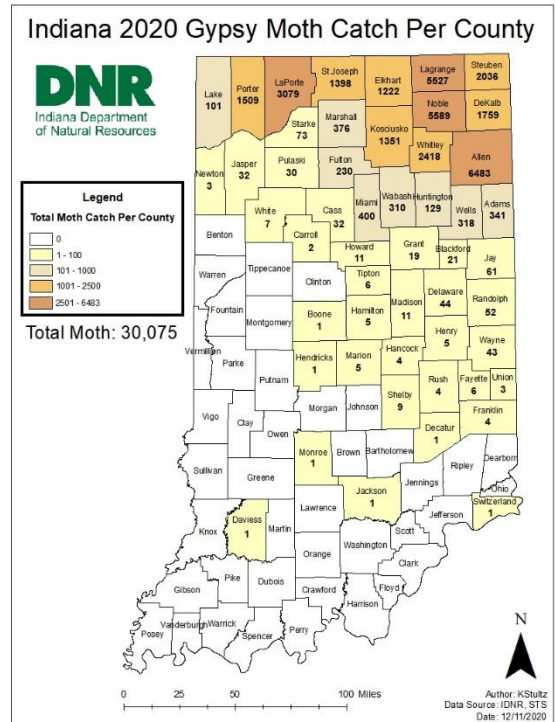 Indiana 2020 Gypsy Moth Catch Per County
DNR
Indiana Department
of Natural Resources
Legend
Total Moth Catch Per County
0
1 - 100
101 - 1000
1001 - 2500
2501 - 6483
Total Moth: 30,075
Lake
101
Porter
1509
LaPorte
3079
St Joseph
1398
Elkhart
1222
Lagrange
5527
Steuben
2036
Noble
5589
DeKalb
1759
Starke
73
Marshall
376
Kosciusko
1351
Whitley
2418
Allen
6483
Newton
3
Jasper
32
Pulaski
30
Fulton
230
Miami
400
Wabash
310
Huntington
129
Wells
318
Adams
341
Benton
White
7
Cass
32
Carroll
2
Howard
11
Grant
19
Blackford
21
Jay
61
Warren
Tippecanoe
Clinton
Tipton
6
Madison
11
Delaware
44
Randolph
52
Fountain
Montgomery
Boone
1
Hamilton
5
Henry
5
Wayne
43
Vermillion
Parke
Putnam
Hendricks
1
Marion
5
Hancock
4
Rush
4
Fayette
6
Union
3
Shelby
9
Franklin
4
Vigo
Clay
Owen
Morgan
Johnson
Decatur
1
Monroe
1
Brown
Bartholomew
Sullivan
Greene
Jackson
1
Jennings
Ripley
Dearborn
Ohio
Switzerland
1
Jefferson
Knox
Daviess
1
Martin
Lawrence
Orange
Washington
Scott
Clark
Gibson
Pike
Dubois
Crawford
Harrison
Floyd
Posey
Vanderburgh
Warrick
Spencer
Perry
N
0 25 50 100 Miles
Author: KStultz
Data Source: IDNR, STS
Date: 12/11/2020